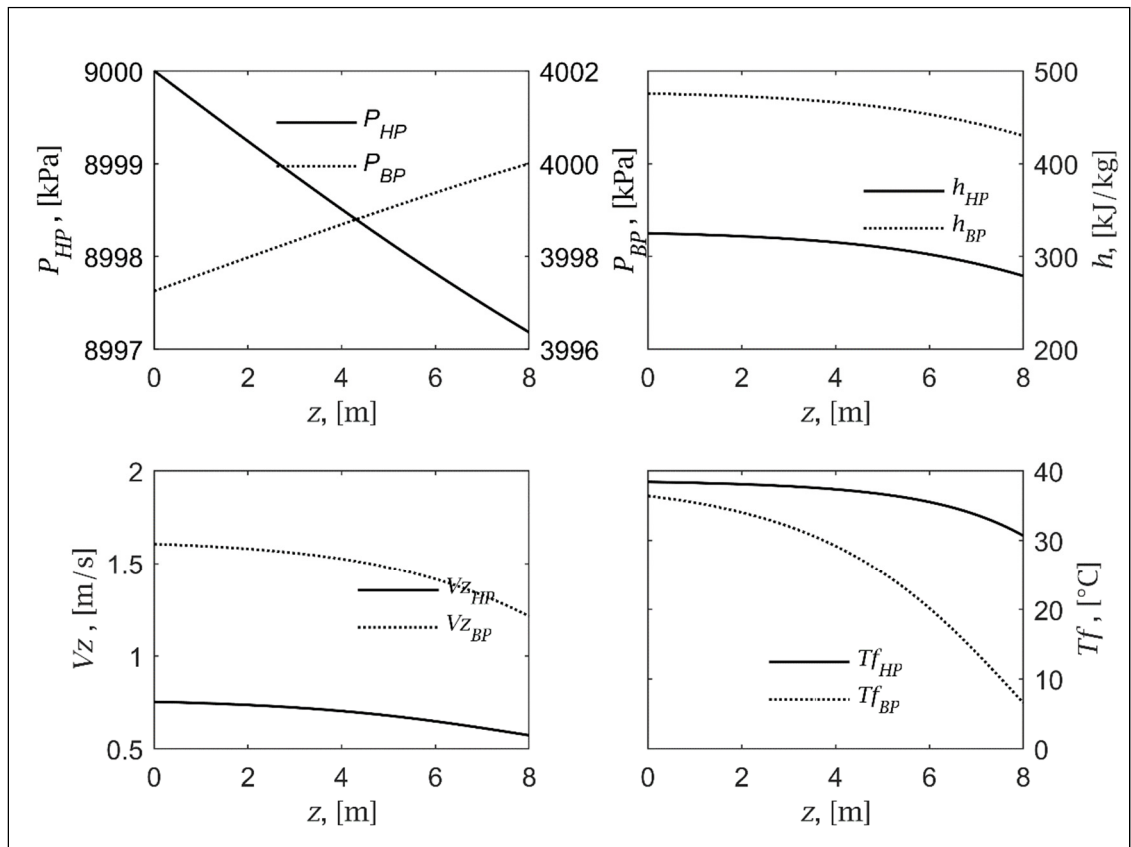 9000
8999
8998
8997
P_HP , [kPa]
P_HP
P_BP
4002
4000
3998
3996
P_BP , [kPa]
0 2 4 6 8
z, [m]
h_HP
h_BP
500
400
300
200
h, [kJ/kg]
0 2 4 6 8
z, [m]
2
1.5
1
0.5
Vz , [m/s]
Vz_HP
Vz_BP
0 2 4 6 8
z, [m]
Tf_HP
Tf_BP
40
30
20
10
0
Tf, [°C]
0 2 4 6 8
z, [m]